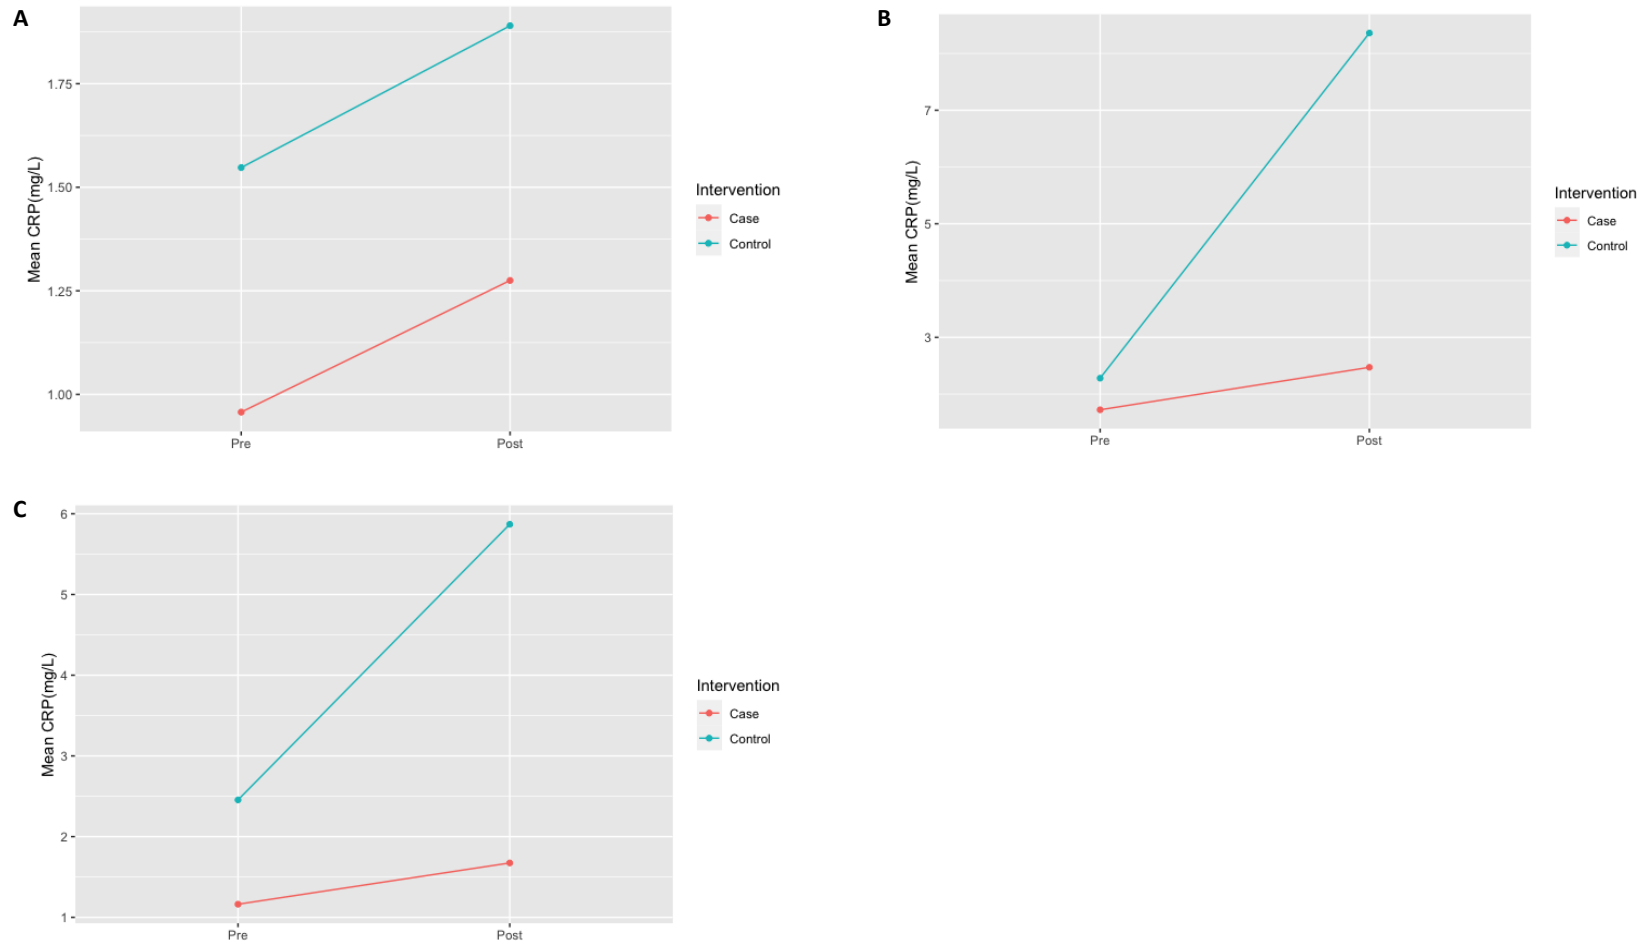 A
Mean CRP(mg/L)
1.75
1.50
1.25
1.00
Pre
Post
Intervention
Case
Control
B
Mean CRP(mg/L)
7
5
3
Pre
Post
Intervention
Case
Control
C
Mean CRP(mg/L)
6
5
4
3
2
1
Pre
Post
Intervention
Case
Control